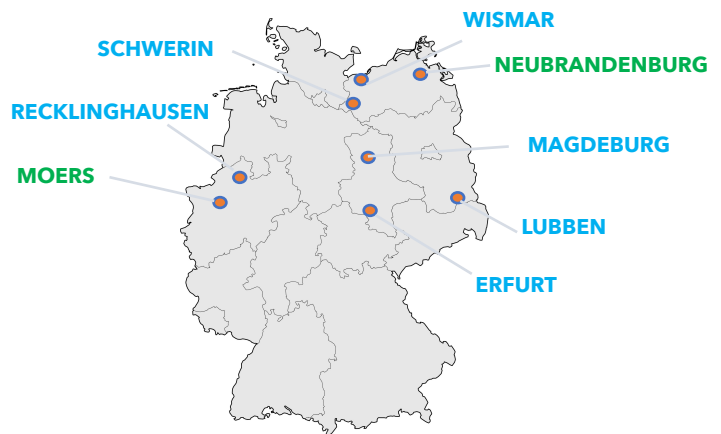 WISMAR
SCHWERIN
NEUBRANDENBURG
RECKLINGHAUSEN
MAGDEBURG
MOERS
LUBBEN
ERFURT